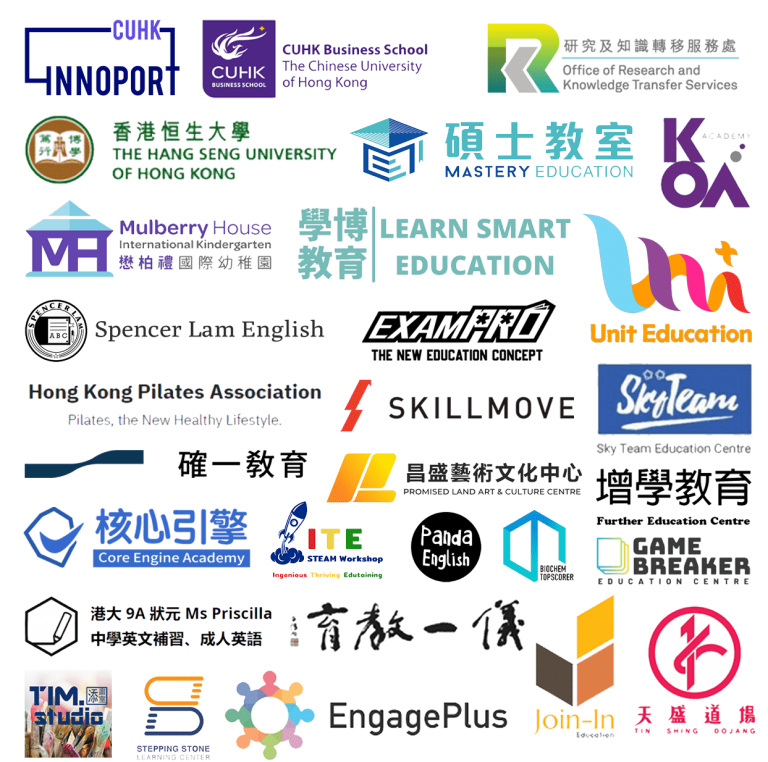 CUHK
INNOPORT
CUHK
BUSINESS SCHOOL
CUHK Business School
The Chinese University
of Hong Kong
研究及知識轉移服務處
Office of Research and
Knowledge Transfer Services
博學
篤行
香港恒生大學
THE HANG SENG UNIVERSITY
OF HONG KONG
碩士教室
MASTERY EDUCATION
KOA
ACADEMY
MH
Mulberry House
International Kindergarten
懋柏禮國際幼稚園
學博
教育
LEARN SMART
EDUCATION
Uni
Unit Education
SPENCER LAM
ABC
Spencer Lam English
EXAMPRO
THE NEW EDUCATION CONCEPT
Hong Kong Pilates Association
Pilates, the New Healthy Lifestyle.
SKILLMOVE
SkyTeam
Sky Team Education Centre
確一教育
昌盛藝術文化中心
PROMISED LAND ART & CULTURE CENTRE
增學教育
Further Education Centre
核心引擎
Core Engine Academy
ITE
STEAM Workshop
Ingenious Thriving Edutaining
Panda
English
BIOCHEM
TOPSCORER
GAME
BREAKER
EDUCATION CENTRE
港大 9A 狀元 Ms Priscilla
中學英文補習、成人英語
育教一儀
TIM.
studio
STEPPING STONE
LEARNING CENTER
EngagePlus
Join-In
Education
天盛道場
TIN SHING DOJANG